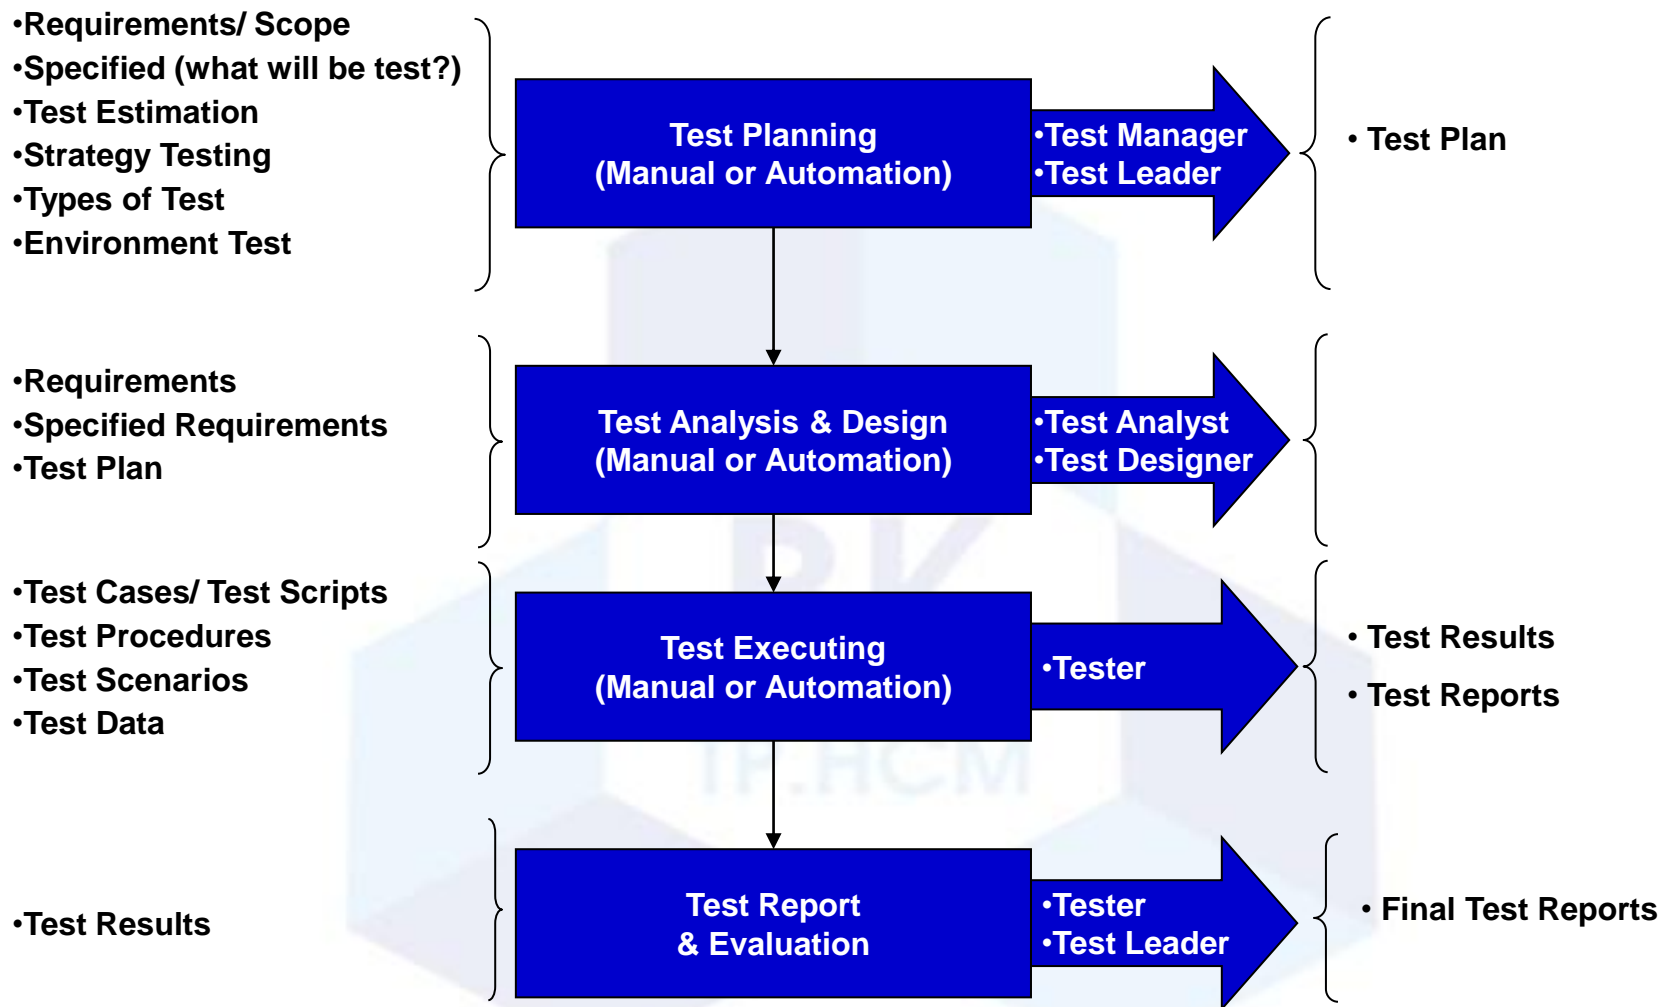 •Requirements/ Scope
•Specified (what will be test?)
•Test Estimation
•Strategy Testing
•Types of Test
•Environment Test
Test Planning
(Manual or Automation)
•Test Manager
•Test Leader
• Test Plan
•Requirements
•Specified Requirements
•Test Plan
Test Analysis & Design
(Manual or Automation)
•Test Analyst
•Test Designer
•Test Cases/ Test Scripts
•Test Procedures
•Test Scenarios
•Test Data
Test Executing
(Manual or Automation)
•Tester
• Test Results
• Test Reports
•Test Results
Test Report
& Evaluation
•Tester
•Test Leader
• Final Test Reports
BK
TP.HCM